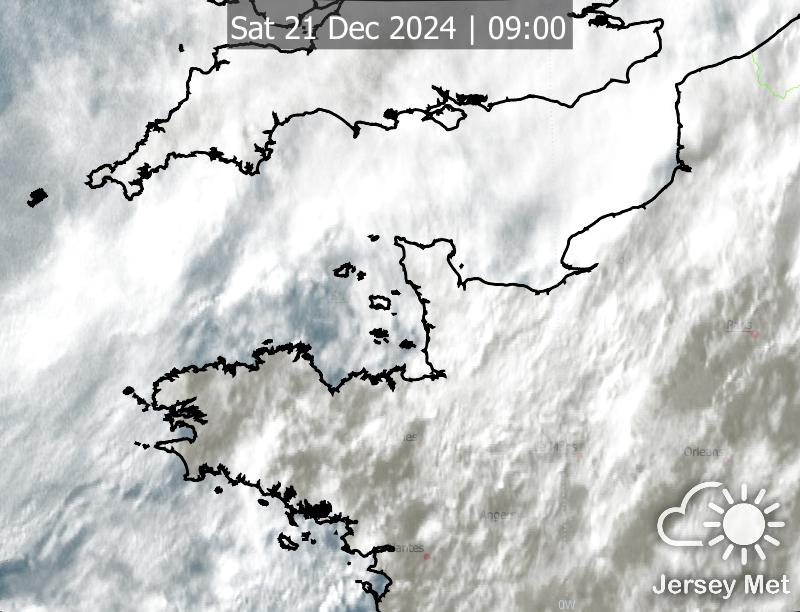 Sat 21 Dec 2024 | 09:00
Paris
Orleans
Angers
Nantes
Jersey Met
0W